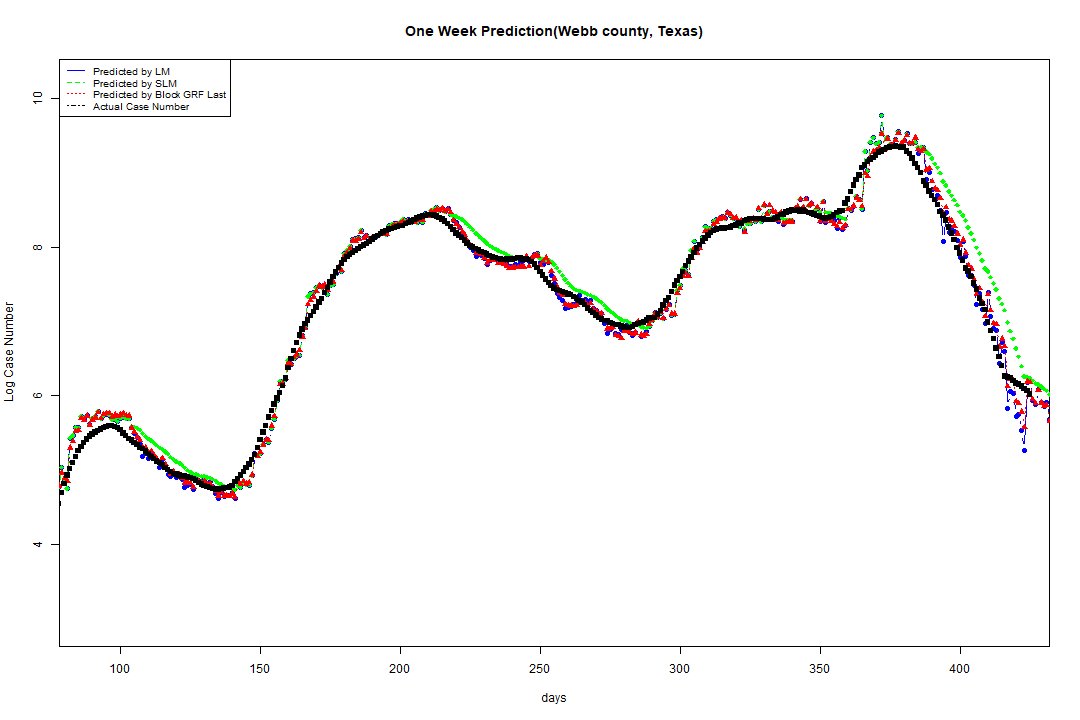 One Week Prediction(Webb county, Texas)
Predicted by LM
Predicted by SLM
Predicted by Block GRF Last
Actual Case Number
10
8
6
4
Log Case Number
100 150 200 250 300 350 400
days